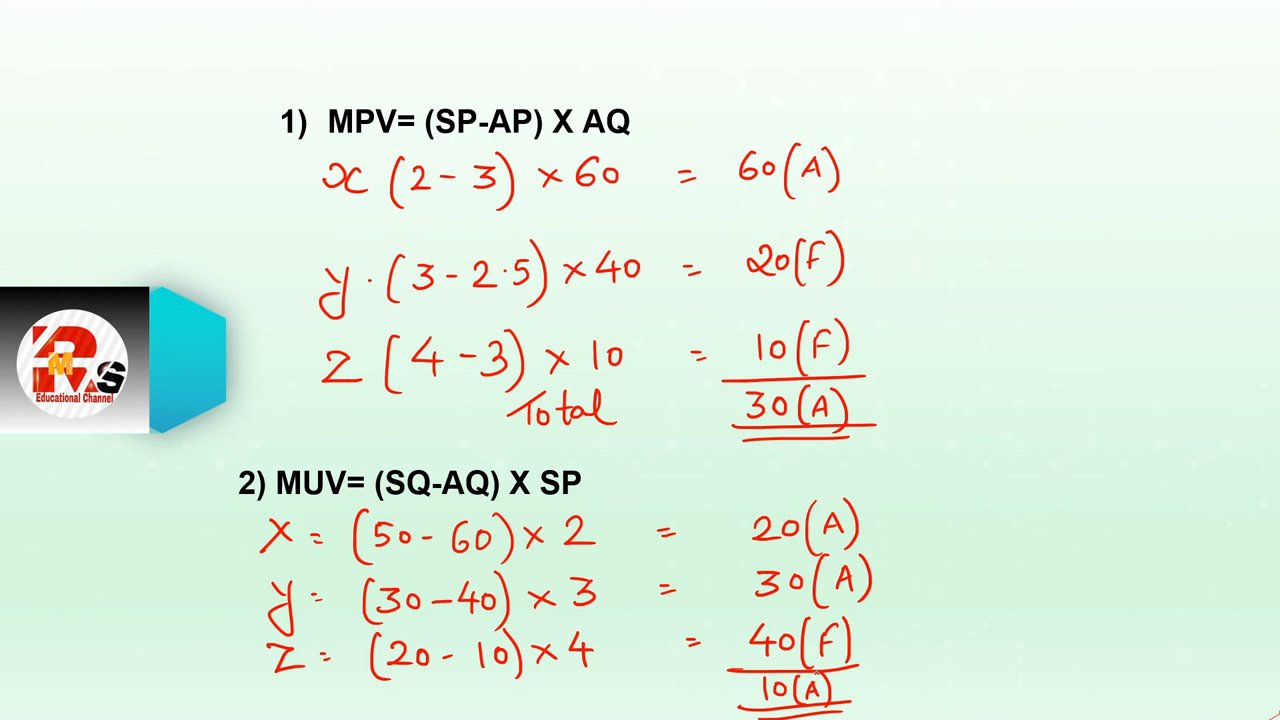 1) MPV= (SP-AP) X AQ
x (2 - 3) × 60 = 60(A)
y · (3 - 2.5) × 40 = 20(F)
Z (4 - 3) × 10 = 10(F)
Total 30(A)
RMS
Educational Channel
2) MUV= (SQ-AQ) X SP
X = (50 - 60) × 2 = 20(A)
y = (30 - 40) × 3 = 30(A)
Z = (20 - 10) × 4 = 40(F)
10(A)